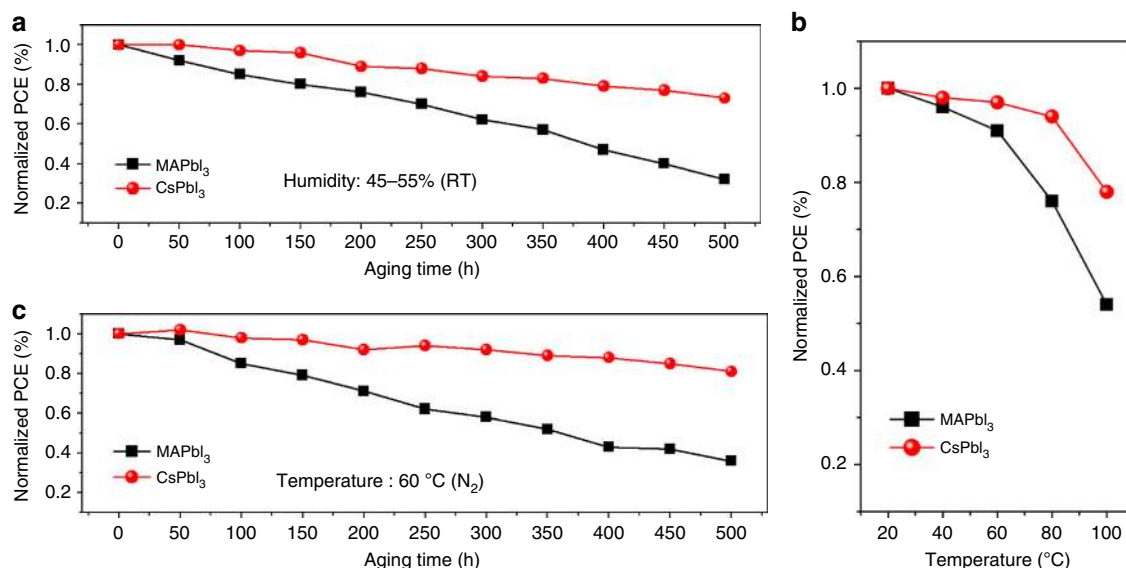 a
Normalized PCE (%)
1.0
0.8
0.6
0.4
0.2
MAPbI₃
CsPbI₃
Humidity: 45–55% (RT)
0 50 100 150 200 250 300 350 400 450 500
Aging time (h)
c
Normalized PCE (%)
1.0
0.8
0.6
0.4
0.2
MAPbI₃
CsPbI₃
Temperature : 60 °C (N₂)
0 50 100 150 200 250 300 350 400 450 500
Aging time (h)
b
Normalized PCE (%)
1.0
0.8
0.6
0.4
0.2
MAPbI₃
CsPbI₃
20 40 60 80 100
Temperature (°C)